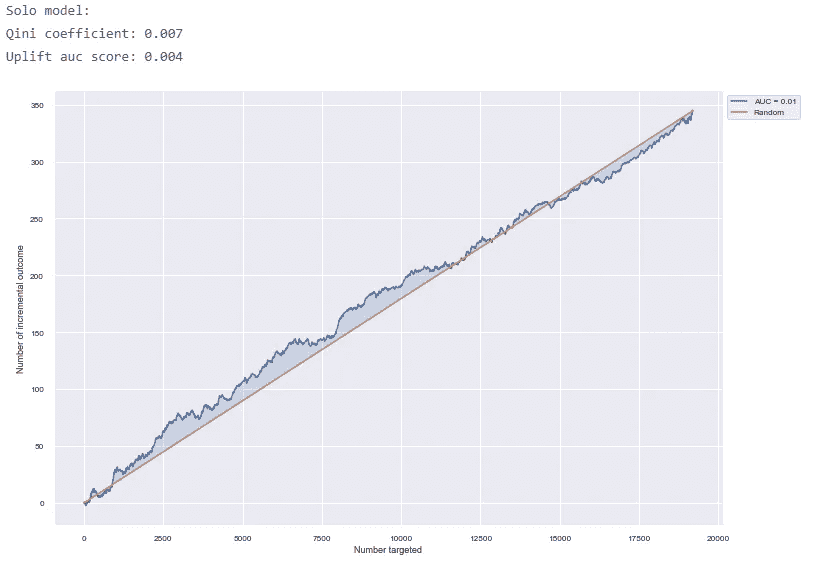 Solo model:
Qini coefficient: 0.007
Uplift auc score: 0.004
AUC = 0.01
Random
350
300
250
200
150
100
50
0
Number of incremental outcome
0 2500 5000 7500 10000 12500 15000 17500 20000
Number targeted